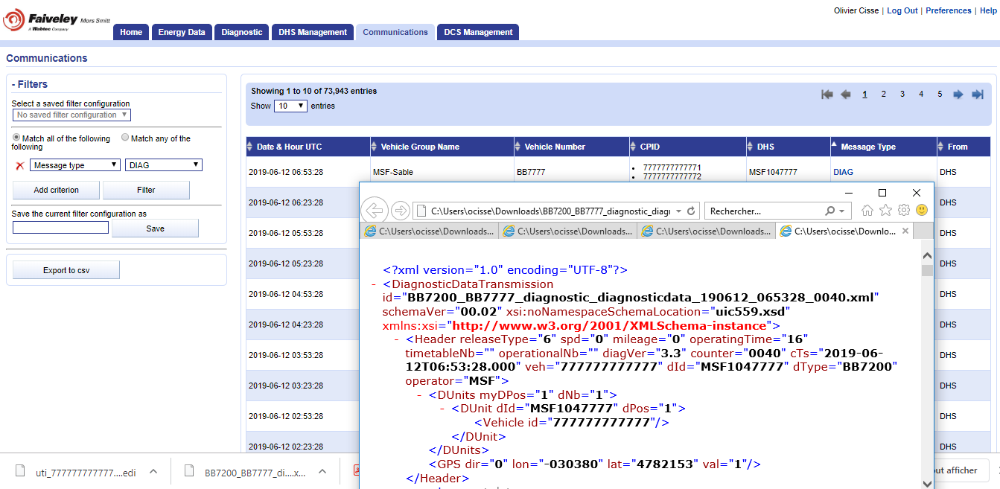 Olivier Cisse | Log Out | Preferences | Help
Faiveley Mors Smitt
A Wabtec Company
Home Energy Data Diagnostic DHS Management Communications DCS Management
Communications
- Filters
Select a saved filter configuration
No saved filter configuration
Match all of the following Match any of the
following
Message type DIAG
Add criterion Filter
Save the current filter configuration as
Save
Export to csv
Showing 1 to 10 of 73,943 entries
Show 10 entries
1 2 3 4 5
Date & Hour UTC Vehicle Group Name Vehicle Number CPID DHS Message Type From
2019-06-12 06:53:28 MSF-Sable BB7777 7777777777771 MSF1047777 DIAG DHS
7777777777772
2019-06-12 06:23:28 DHS
2019-06-12 05:53:28 DHS
2019-06-12 05:23:28 DHS
2019-06-12 04:53:28 DHS
2019-06-12 04:23:28 DHS
2019-06-12 03:53:28 DHS
2019-06-12 03:23:28 DHS
2019-06-12 02:53:28 DHS
2019-06-12 02:23:28 DHS
C:\Users\ocisse\Downloads\BB7200_BB7777_diagnostic_diagı Rechercher...
C:\Users\ocisse\Downloads... C:\Users\ocisse\Downloads... C:\Users\ocisse\Downloads... C:\Users\ocisse\Downlo...
<?xml version="1.0" encoding="UTF-8"?>
- <DiagnosticDataTransmission
id="BB7200_BB7777_diagnostic_diagnosticdata_190612_065328_0040.xml"
schemaVer="00.02" xsi:noNamespaceSchemaLocation="uic559.xsd"
xmlns:xsi="http://www.w3.org/2001/XMLSchema-instance">
- <Header releaseType="6" spd="0" mileage="0" operatingTime="16"
timetableNb="" operationalNb="" diagVer="3.3" counter="0040" cTs="2019-06-
12T06:53:28.000" veh="777777777777" dId="MSF1047777" dType="BB7200"
operator="MSF">
- <DUnits myDPos="1" dNb="1">
- <DUnit dId="MSF1047777" dPos="1">
<Vehicle id="777777777777"/>
</DUnit>
</DUnits>
<GPS dir="0" lon="-030380" lat="4782153" val="1"/>
</Header>
uti_777777777777....edi BB7200_BB7777_di....x... out afficher